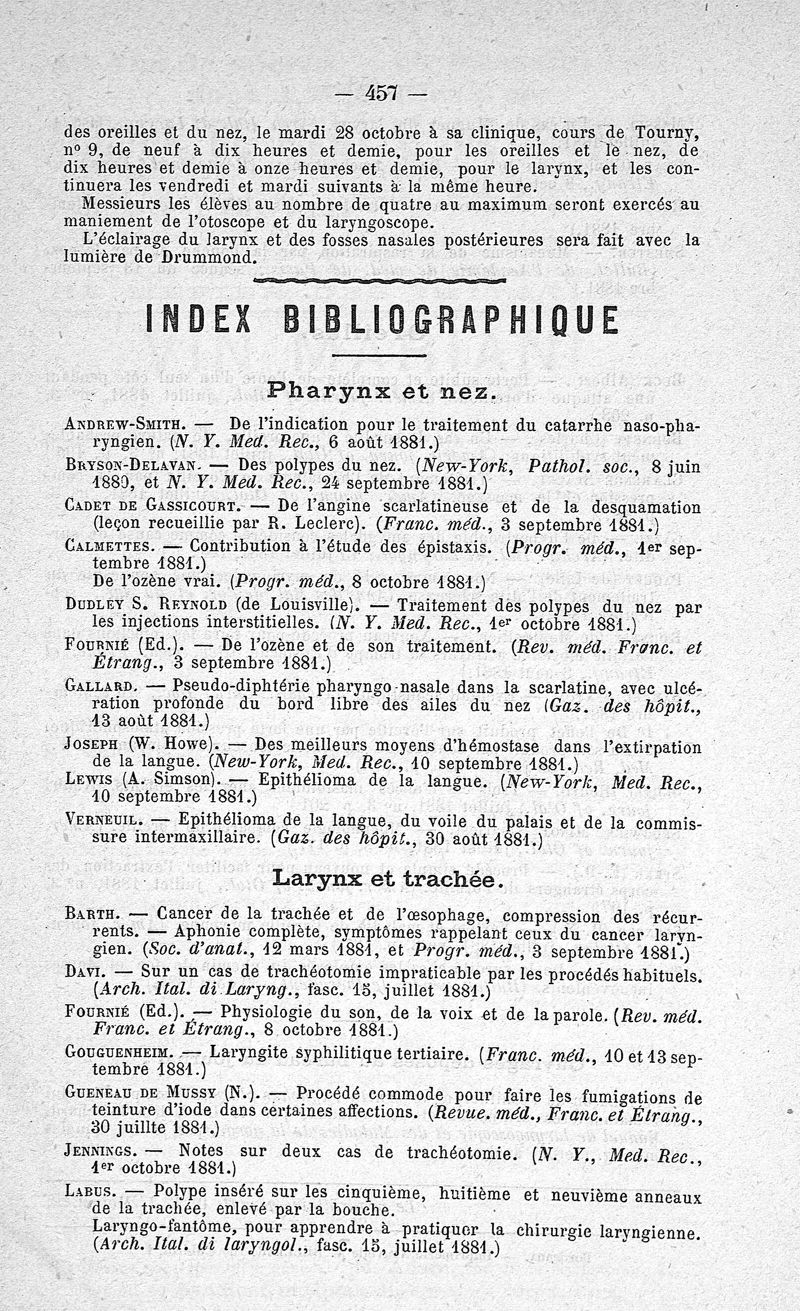 — 457 —
des oreilles et du nez, le mardi 28 octobre à sa clinique, cours de Tourny,
nº 9, de neuf à dix heures et demie, pour les oreilles et le nez, de
dix heures et demie à onze heures et demie, pour le larynx, et les con-
tinuera les vendredi et mardi suivants à la même heure.
Messieurs les élèves au nombre de quatre au maximum seront exercés au
maniement de l'otoscope et du laryngoscope.
L'éclairage du larynx et des fosses nasales postérieures sera fait avec la
lumière de Drummond.
INDEX BIBLIOGRAPHIQUE
Pharynx et nez.
ANDREW-SMITH. — De l'indication pour le traitement du catarrhe naso-pha-
ryngien. (N. Y. Med. Rec., 6 août 1881.)
BRYSON-DELAVAN. — Des polypes du nez. (New-York, Pathol. soc., 8 juin
1880, et N. Y. Med. Rec., 24 septembre 1881.)
CADET DE GASSICOURT. — De l'angine scarlatineuse et de la desquamation
(leçon recueillie par R. Leclerc). (Franc. méd., 3 septembre 1881.)
CALMETTES. — Contribution à l'étude des épistaxis. (Progr. méd., 1er sep-
tembre 1881.)
De l'ozène vrai. (Progr. méd., 8 octobre 1881.)
DUDLEY S. REYNOLD (de Louisville). — Traitement des polypes du nez par
les injections interstitielles. (N. Y. Med. Rec., 1er octobre 1881.)
FOURNIÉ (Ed.). — De l'ozène et de son traitement. (Rev. méd. Franc. et
Étrang., 3 septembre 1881.)
GALLARD. — Pseudo-diphtérie pharyngo-nasale dans la scarlatine, avec ulcé-
ration profonde du bord libre des ailes du nez (Gaz. des hôpit.,
13 août 1881.)
JOSEPH (W. Howe). — Des meilleurs moyens d'hémostase dans l'extirpation
de la langue. (New-York, Med. Rec., 10 septembre 1881.)
LEWIS (A. Simson). — Epithélioma de la langue. (New-York, Med. Rec.,
10 septembre 1881.)
VERNEUIL. — Epithélioma de la langue, du voile du palais et de la commis-
sure intermaxillaire. (Gaz. des hôpit., 30 août 1881.)
Larynx et trachée.
BARTH. — Cancer de la trachée et de l'œsophage, compression des récur-
rents. — Aphonie complète, symptômes rappelant ceux du cancer laryn-
gien. (Soc. d'anat., 12 mars 1881, et Progr. méd., 3 septembre 1881.)
DAVI. — Sur un cas de trachéotomie impraticable par les procédés habituels.
(Arch. Ital. di Laryng., fasc. 15, juillet 1881.)
FOURNIÉ (Ed.). — Physiologie du son, de la voix et de la parole. (Rev. méd.
Franc. et Étrang., 8 octobre 1881.)
GOUGUENHEIM. — Laryngite syphilitique tertiaire. (Franc. méd., 10 et 13 sep-
tembre 1881.)
GUENEAU DE MUSSY (N.). — Procédé commode pour faire les fumigations de
teinture d'iode dans certaines affections. (Revue. méd., Franc. et Étrang.,
30 juillte 1881.)
JENNINGS. — Notes sur deux cas de trachéotomie. (N. Y., Med. Rec.,
1er octobre 1881.)
LABUS. — Polype inséré sur les cinquième, huitième et neuvième anneaux
de la trachée, enlevé par la bouche.
Laryngo-fantôme, pour apprendre à pratiquer la chirurgie laryngienne.
(Arch. Ital. di laryngol., fasc. 15, juillet 1881.)